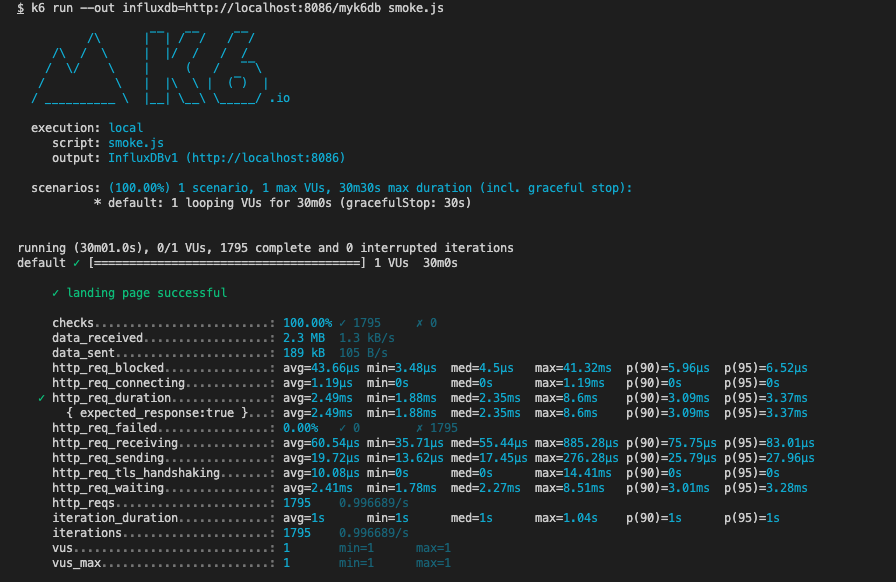 $ k6 run --out influxdb=http://localhost:8086/myk6db smoke.js
K6 .io
execution: local
script: smoke.js
output: InfluxDBv1 (http://localhost:8086)
scenarios: (100.00%) 1 scenario, 1 max VUs, 30m30s max duration (incl. graceful stop):
* default: 1 looping VUs for 30m0s (gracefulStop: 30s)
running (30m01.0s), 0/1 VUs, 1795 complete and 0 interrupted iterations
default ✓ [======================================] 1 VUs  30m0s
✓ landing page successful
checks.........................: 100.00% ✓ 1795     ✗ 0
data_received..................: 2.3 MB  1.3 kB/s
data_sent......................: 189 kB  105 B/s
http_req_blocked...............: avg=43.66µs min=3.48µs  med=4.5µs   max=41.32ms  p(90)=5.96µs  p(95)=6.52µs
http_req_connecting............: avg=1.19µs  min=0s      med=0s      max=1.19ms   p(90)=0s      p(95)=0s
✓ http_req_duration..............: avg=2.49ms  min=1.88ms  med=2.35ms  max=8.6ms    p(90)=3.09ms  p(95)=3.37ms
{ expected_response:true }...: avg=2.49ms  min=1.88ms  med=2.35ms  max=8.6ms    p(90)=3.09ms  p(95)=3.37ms
http_req_failed................: 0.00%   ✓ 0        ✗ 1795
http_req_receiving.............: avg=60.54µs min=35.71µs med=55.44µs max=885.28µs p(90)=75.75µs p(95)=83.01µs
http_req_sending...............: avg=19.72µs min=13.62µs med=17.45µs max=276.28µs p(90)=25.79µs p(95)=27.96µs
http_req_tls_handshaking.......: avg=10.08µs min=0s      med=0s      max=14.41ms  p(90)=0s      p(95)=0s
http_req_waiting...............: avg=2.41ms  min=1.78ms  med=2.27ms  max=8.51ms   p(90)=3.01ms  p(95)=3.28ms
http_reqs......................: 1795    0.996689/s
iteration_duration.............: avg=1s      min=1s      med=1s      max=1.04s    p(90)=1s      p(95)=1s
iterations.....................: 1795    0.996689/s
vus............................: 1       min=1      max=1
vus_max........................: 1       min=1      max=1